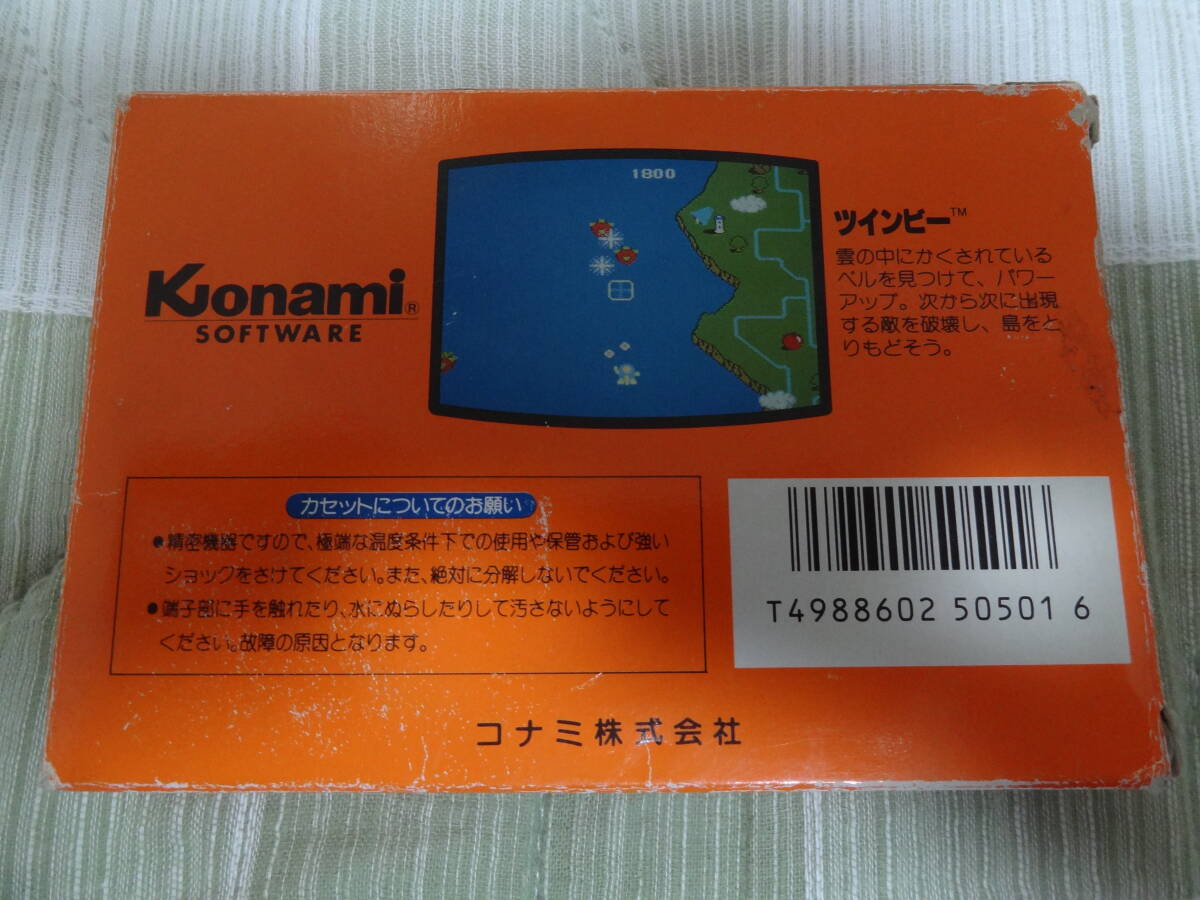 1800
ツインビー™
雲の中にかくされている
ベルを見つけて、パワー
アップ。次から次に出現
する敵を破壊し、島をと
りもどそう。
Konami®
SOFTWARE
カセットについてのお願い
●精密機器ですので、極端な温度条件下での使用や保管および強い
ショックをさけてください。また、絶対に分解しないでください。
●端子部に手を触れたり、水にぬらしたりして汚さないようにして
ください。故障の原因となります。
T4988602 50501 6
コナミ株式会社